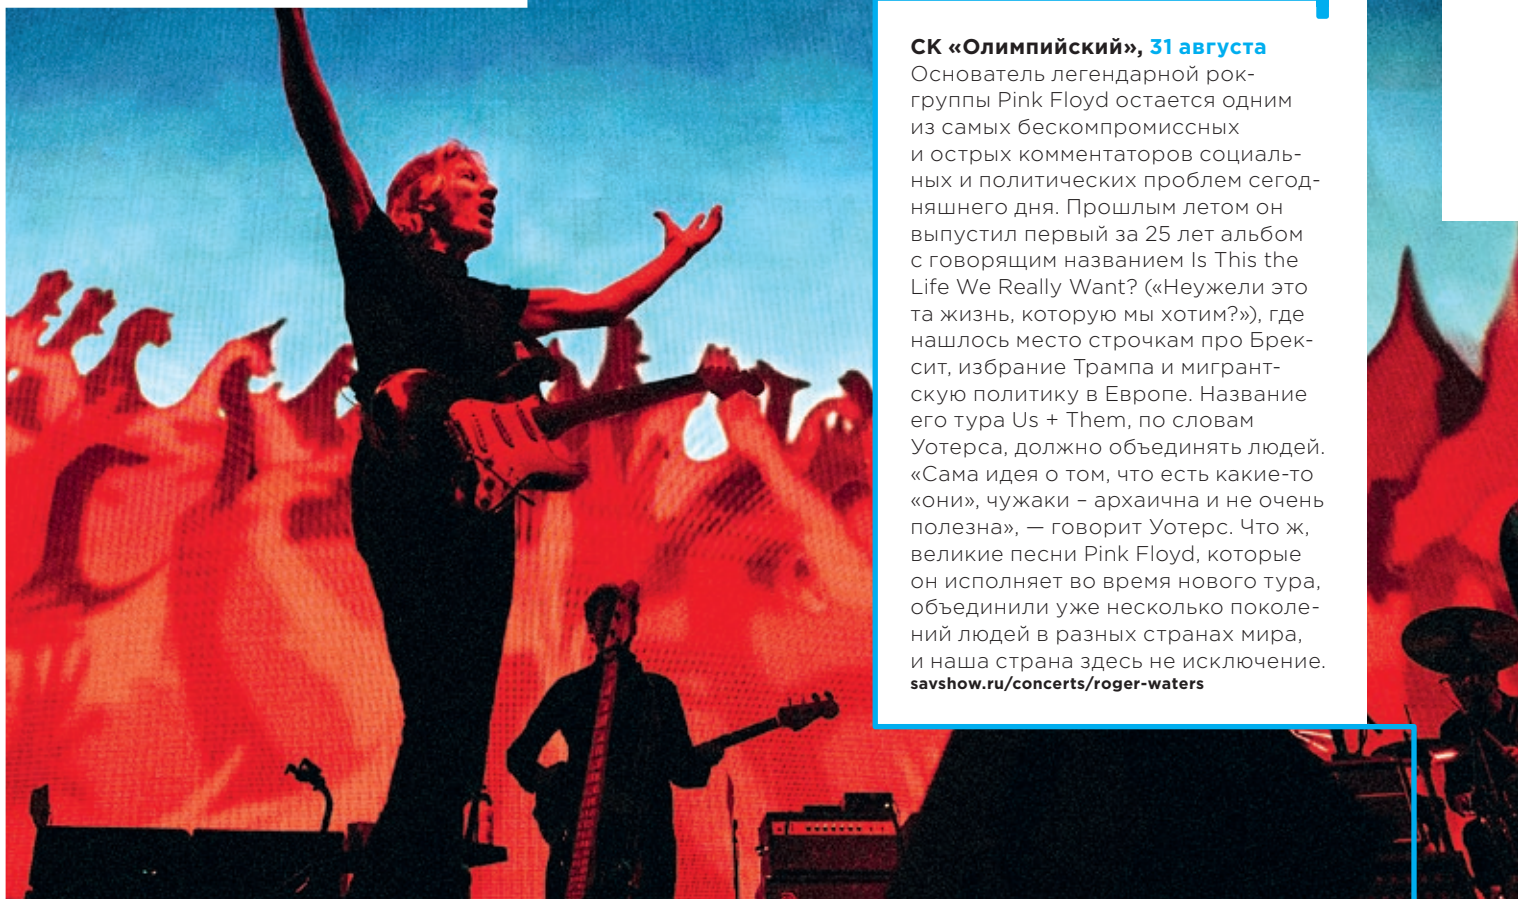 СК «Олимпийский», 31 августа
Основатель легендарной рок-
группы Pink Floyd остается одним
из самых бескомпромиссных
и острых комментаторов социаль-
ных и политических проблем сегод-
няшнего дня. Прошлым летом он
выпустил первый за 25 лет альбом
с говорящим названием Is This the
Life We Really Want? («Неужели это
та жизнь, которую мы хотим?»), где
нашлось место строчкам про Брек-
сит, избрание Трампа и мигрант-
скую политику в Европе. Название
его тура Us + Them, по словам
Уотерса, должно объединять людей.
«Сама идея о том, что есть какие-то
«они», чужаки – архаична и не очень
полезна», — говорит Уотерс. Что ж,
великие песни Pink Floyd, которые
он исполняет во время нового тура,
объединили уже несколько поколе-
ний людей в разных странах мира,
и наша страна здесь не исключение.
savshow.ru/concerts/roger-waters